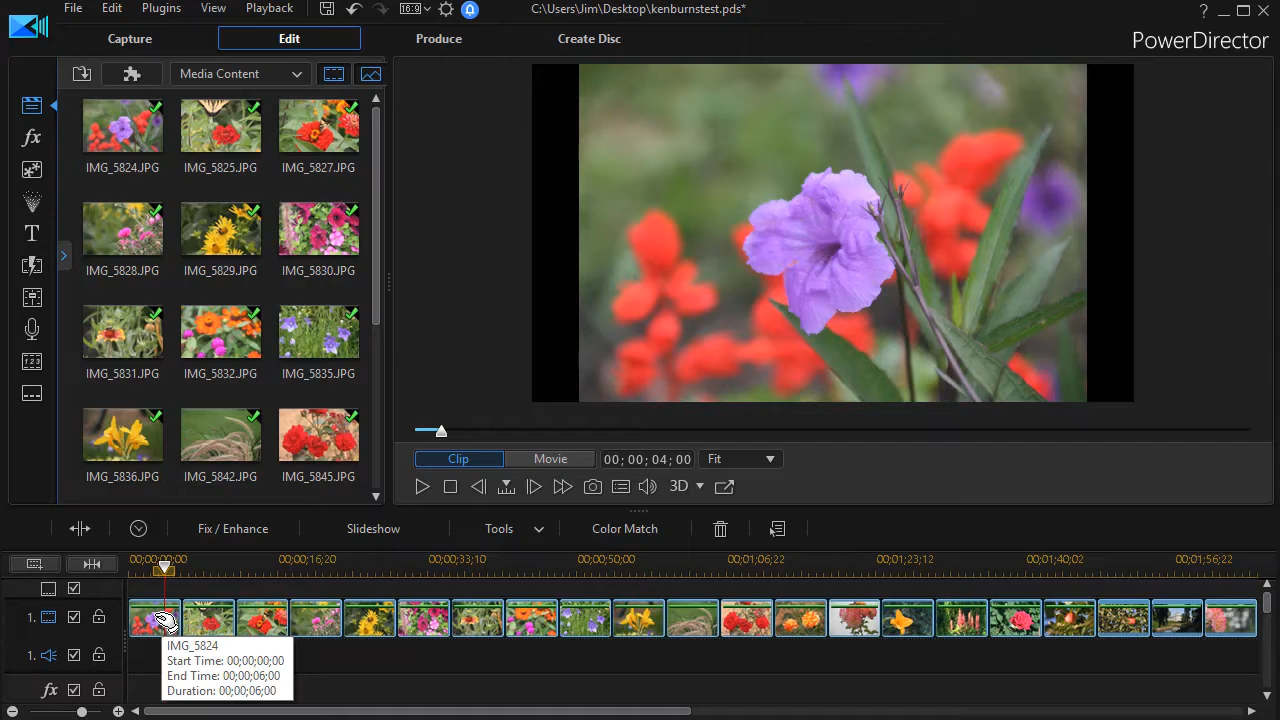 File Edit Plugins View Playback 16:9 C:\Users\Jim\Desktop\kenburnstest.pds* ?
Capture Edit Produce Create Disc PowerDirector
Media Content
IMG_5824.JPG IMG_5825.JPG IMG_5827.JPG
fx
IMG_5828.JPG IMG_5829.JPG IMG_5830.JPG
T
IMG_5831.JPG IMG_5832.JPG IMG_5835.JPG
123
IMG_5836.JPG IMG_5842.JPG IMG_5845.JPG
Clip Movie 00; 00; 04; 00 Fit
3D
Fix / Enhance Slideshow Tools Color Match
00;00;00;00 00;00;16;20 00;00;33;10 00;00;50;00 00;01;06;22 00;01;23;12 00;01;40;02 00;01;56;22
1.
IMG_5824
Start Time: 00;00;00;00
End Time: 00;00;06;00
Duration: 00;00;06;00
1.
fx